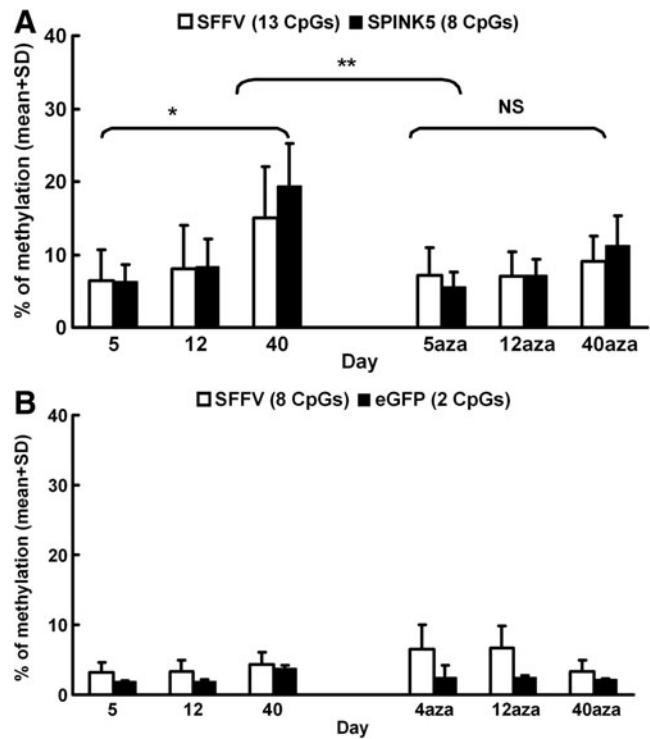 A
SFFV (13 CpGs) SPINK5 (8 CpGs)
% of methylation (mean+SD)
40
30
20
10
0
* ** NS
5 12 40 5aza 12aza 40aza
Day
B
SFFV (8 CpGs) eGFP (2 CpGs)
% of methylation (mean+SD)
40
30
20
10
0
5 12 40 4aza 12aza 40aza
Day